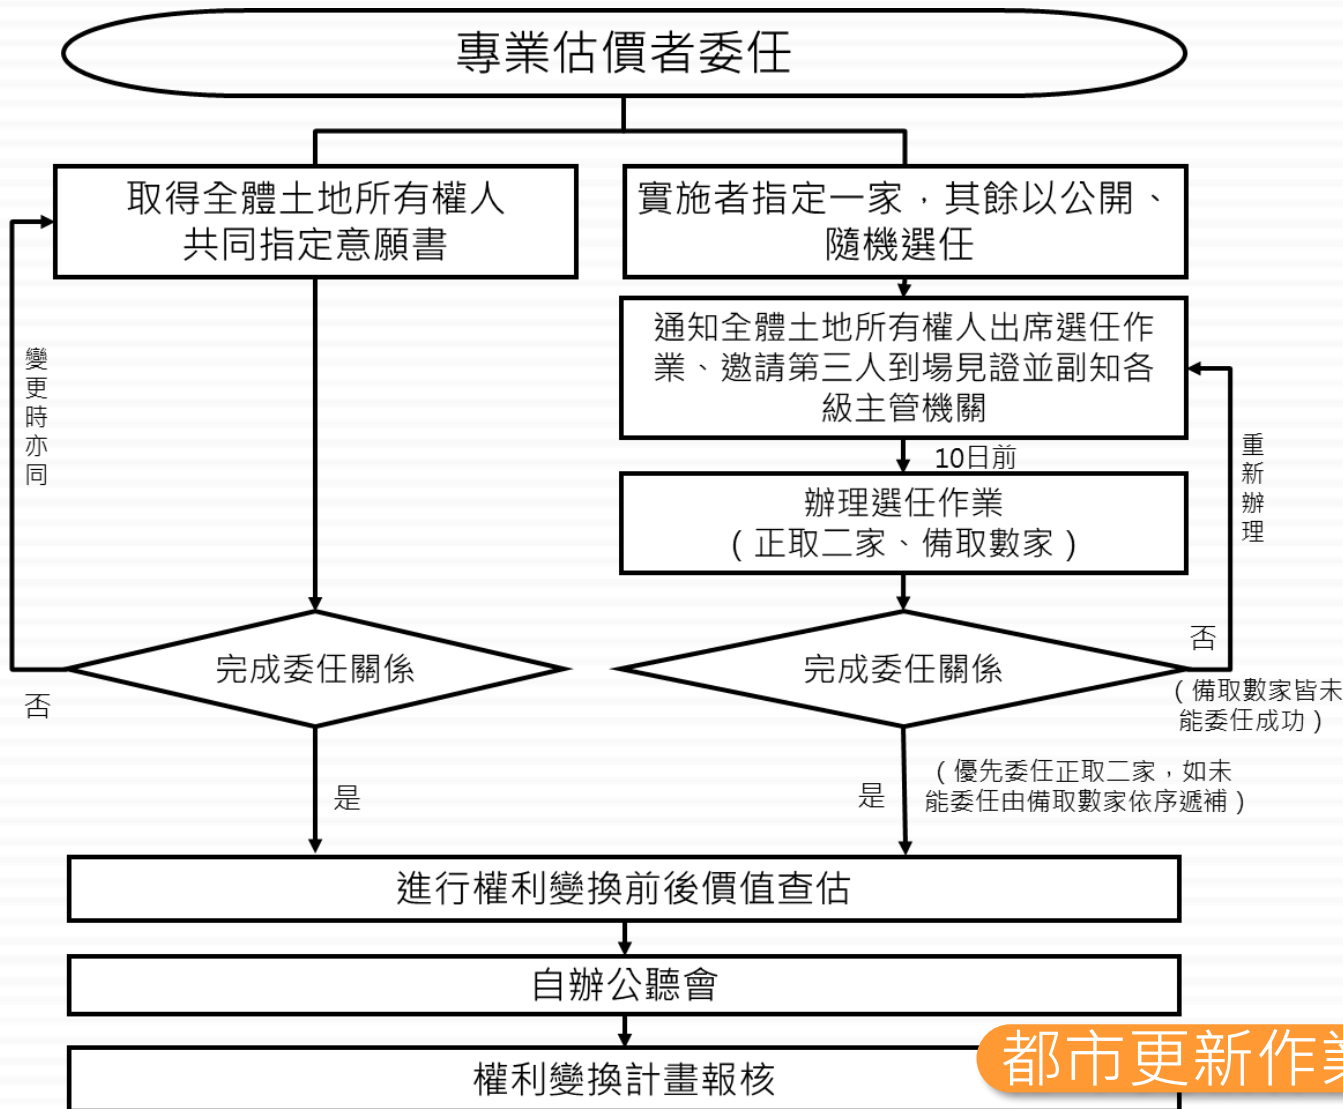 專業估價者委任
取得全體土地所有權人
共同指定意願書
實施者指定一家，其餘以公開、
隨機選任
通知全體土地所有權人出席選任作
業、邀請第三人到場見證並副知各
級主管機關
變更時亦同
10日前
重新辦理
辦理選任作業
（正取二家、備取數家）
完成委任關係
完成委任關係
否
否
（備取數家皆未
能委任成功）
是
是
（優先委任正取二家，如未
能委任由備取數家依序遞補）
進行權利變換前後價值查估
自辦公聽會
權利變換計畫報核
都市更新作業